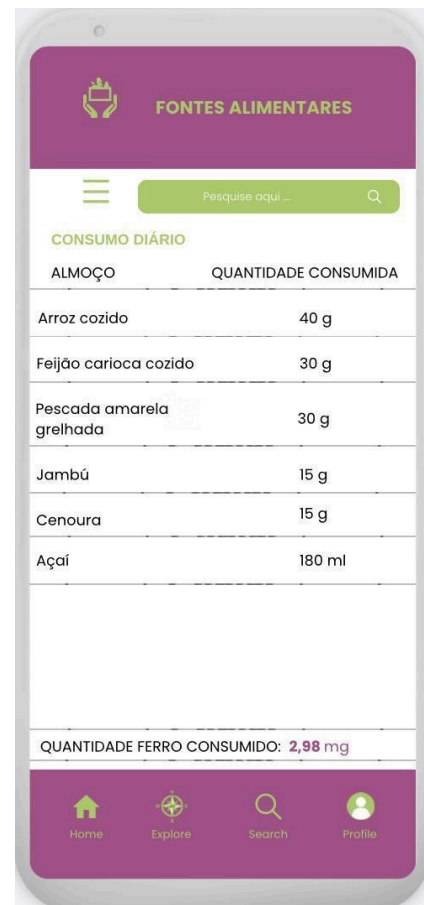 FONTES ALIMENTARES
Pesquise aqui ...
CONSUMO DIÁRIO
ALMOÇO QUANTIDADE CONSUMIDA
Arroz cozido 40 g
Feijão carioca cozido 30 g
Pescada amarela
grelhada 30 g
Jambú 15 g
Cenoura 15 g
Açaí 180 ml
QUANTIDADE FERRO CONSUMIDO: 2,98 mg
Home Explore Search Profile